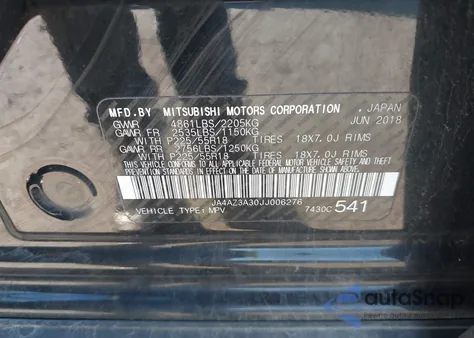 MFD.BY MITSUBISHI MOTORS CORPORATION , JAPAN
GVWR 4861LBS/2205KG JUN 2018
GAWR FR 2535LBS/1150KG
WITH P225/55R18 TIRES 18X7.0J RIMS
GAWR RR 2756LBS/1250KG
WITH P225/55R18 TIRES 18X7.0J RIMS
THIS VEHICLE CONFORMS TO ALL APPLICABLE FEDERAL MOTOR VEHICLE SAFETY AND THEFT PREVENTION STANDARDS IN EFFECT ON THE DATE OF MANUFACTURE SHOWN ABOVE.
JA4AZ3A30JJ006276
VEHICLE TYPE: MPV 7430C 541
autoSnap